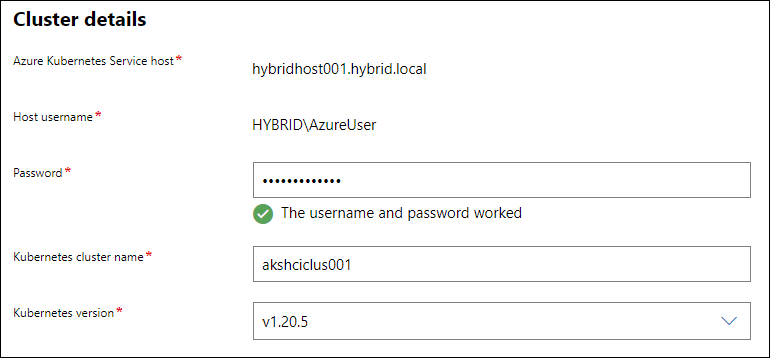 Cluster details
Azure Kubernetes Service host*
hybridhost001.hybrid.local
Host username*
HYBRID\AzureUser
Password*
•••••••••••••
The username and password worked
Kubernetes cluster name*
akshciclus001
Kubernetes version*
v1.20.5